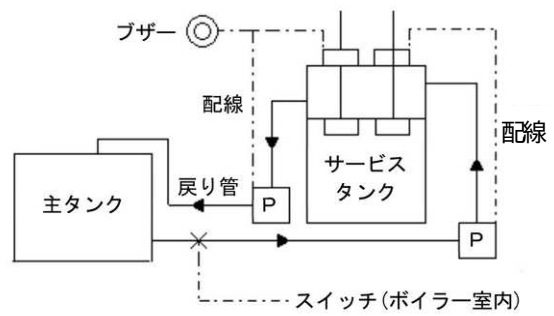 ブザー
配線
配線
サービス
タンク
戻り管
主タンク
P
P
スイッチ(ボイラー室内)